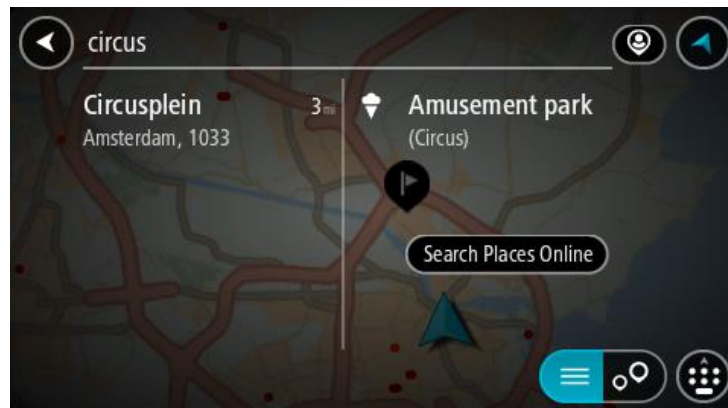 circus
Circusplein 3 mi
Amsterdam, 1033
Amusement park
(Circus)
Search Places Online